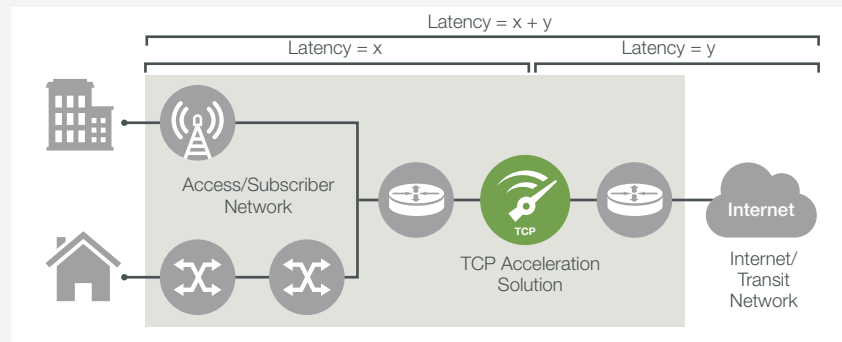 Latency = x + y
Latency = x
Latency = y
Access/Subscriber
Network
TCP
TCP Acceleration
Solution
Internet
Internet/
Transit
Network